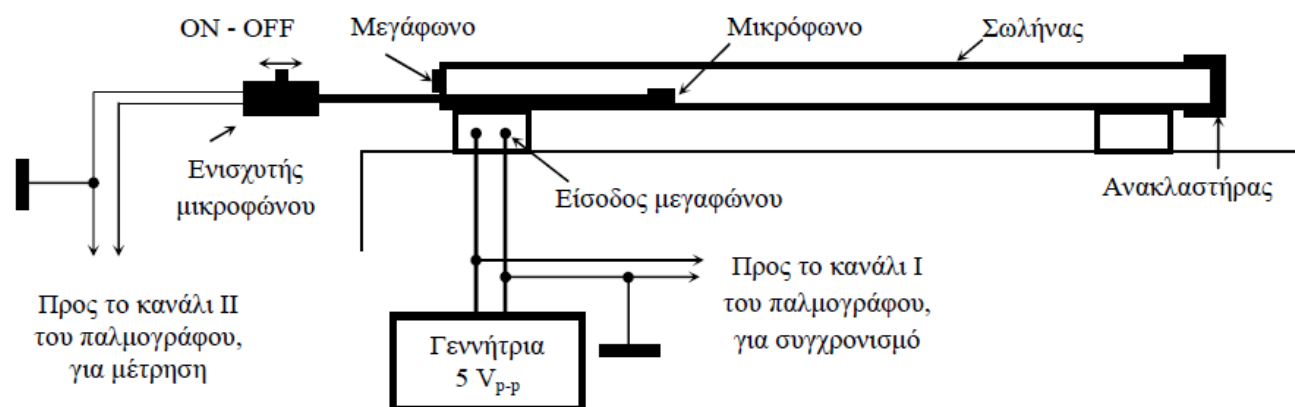 ON - OFF
Μεγάφωνο
Μικρόφωνο
Σωλήνας
Ενισχυτής
μικροφώνου
Είσοδος μεγαφώνου
Ανακλαστήρας
Προς το κανάλι II
του παλμογράφου,
για μέτρηση
Γεννήτρια
5 Vp-p
Προς το κανάλι I
του παλμογράφου,
για συγχρονισμό